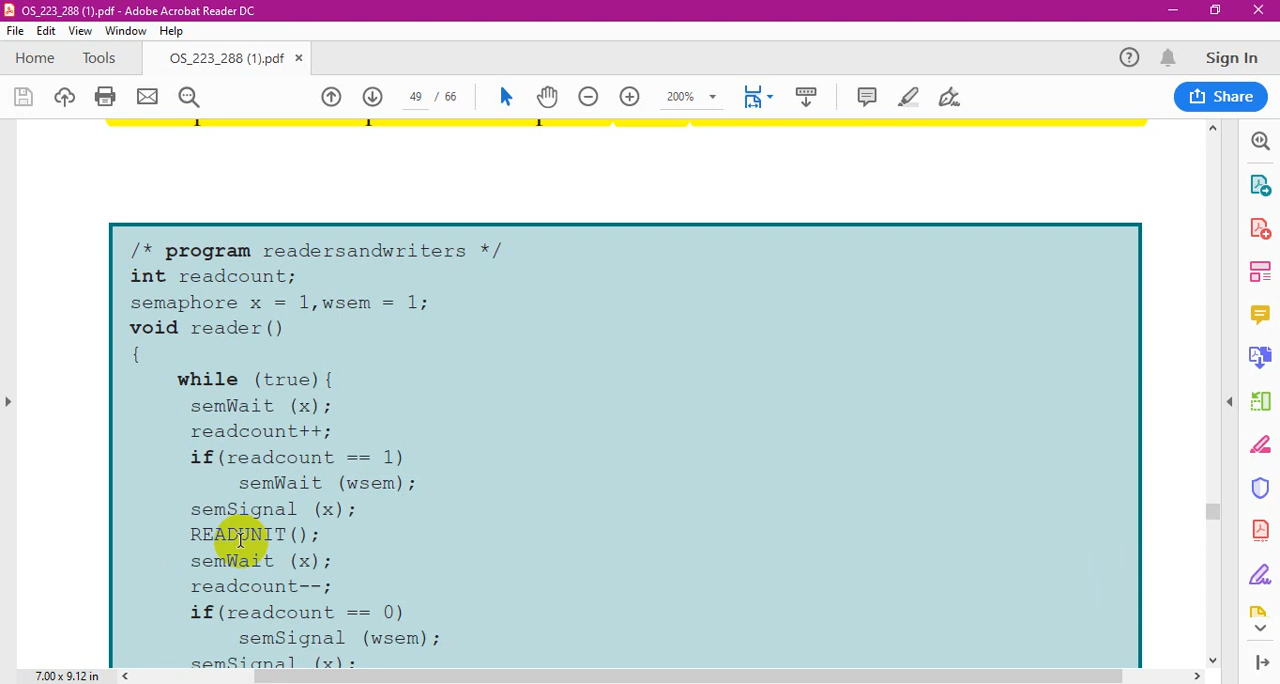 OS_223_288 (1).pdf - Adobe Acrobat Reader DC
File Edit View Window Help
Home Tools OS_223_288 (1).pdf × Sign In
49 / 66 200% Share
/* program readersandwriters */
int readcount;
semaphore x = 1,wsem = 1;
void reader()
{
while (true){
semWait (x);
readcount++;
if(readcount == 1)
semWait (wsem);
semSignal (x);
READUNIT();
semWait (x);
readcount--;
if(readcount == 0)
semSignal (wsem);
semSignal (x);
7.00 x 9.12 in